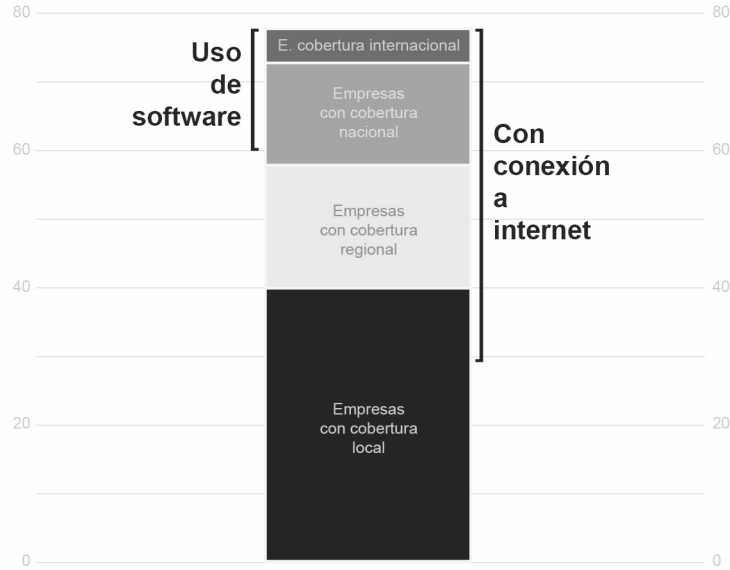 80
80
Uso
de
software
E. cobertura internacional
Empresas
con cobertura
nacional
Con
conexión
a
internet
60
60
Empresas
con cobertura
regional
40
40
Empresas
con cobertura
local
20
20
0
0